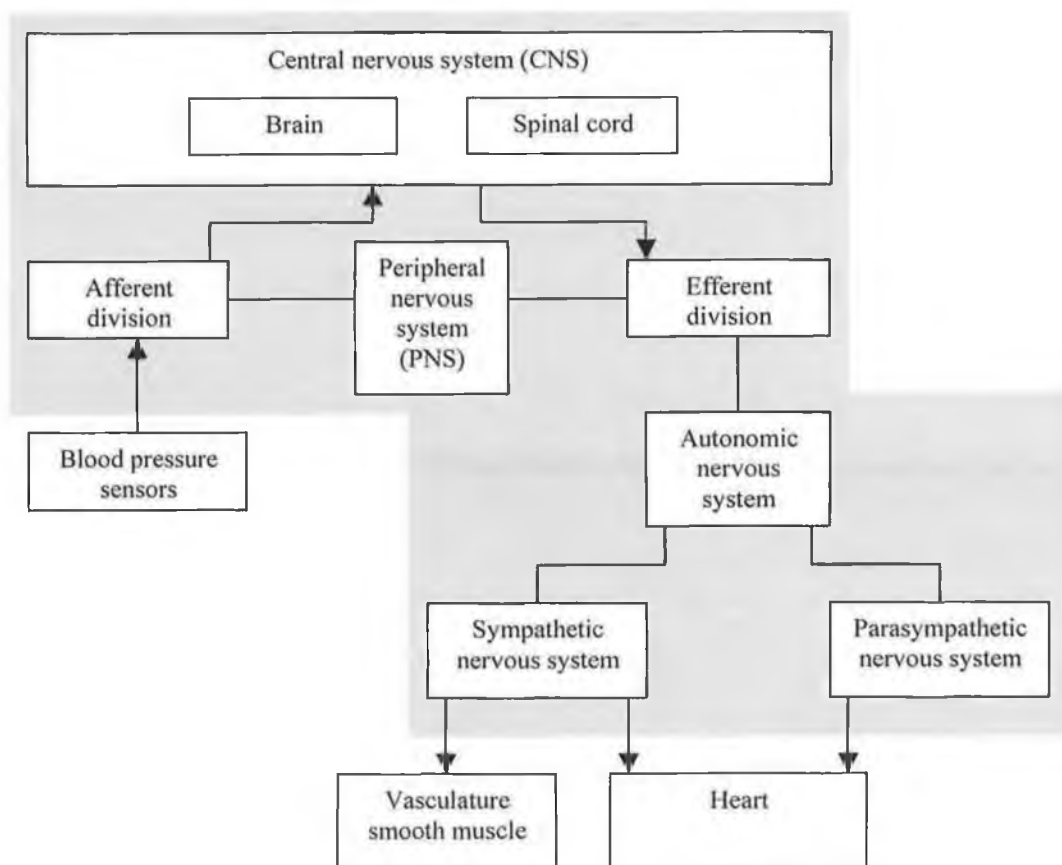 Central nervous system (CNS)
Brain
Spinal cord
Afferent
division
Peripheral
nervous
system
(PNS)
Efferent
division
Blood pressure
sensors
Autonomic
nervous
system
Sympathetic
nervous system
Parasympathetic
nervous system
Vasculature
smooth muscle
Heart